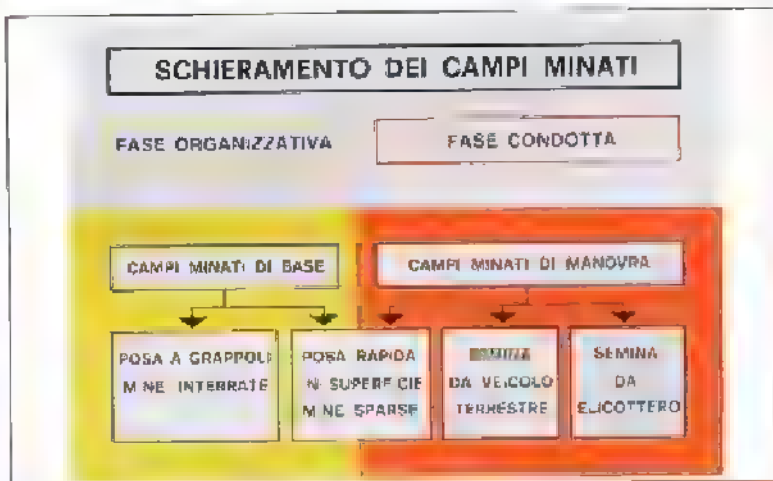 SCHIERAMENTO DEI CAMPI MINATI
FASE ORGANIZZATIVA
FASE CONDOTTA
CAMPI MINATI DI BASE
CAMPI MINATI DI MANOVRA
POSA A GRAPPOLI
MINE INTERRATE
POSA RAPIDA
IN SUPERFICIE
MINE SPARSE
SEMINA
DA VEICOLO
TERRESTRE
SEMINA
DA
ELICOTTERO